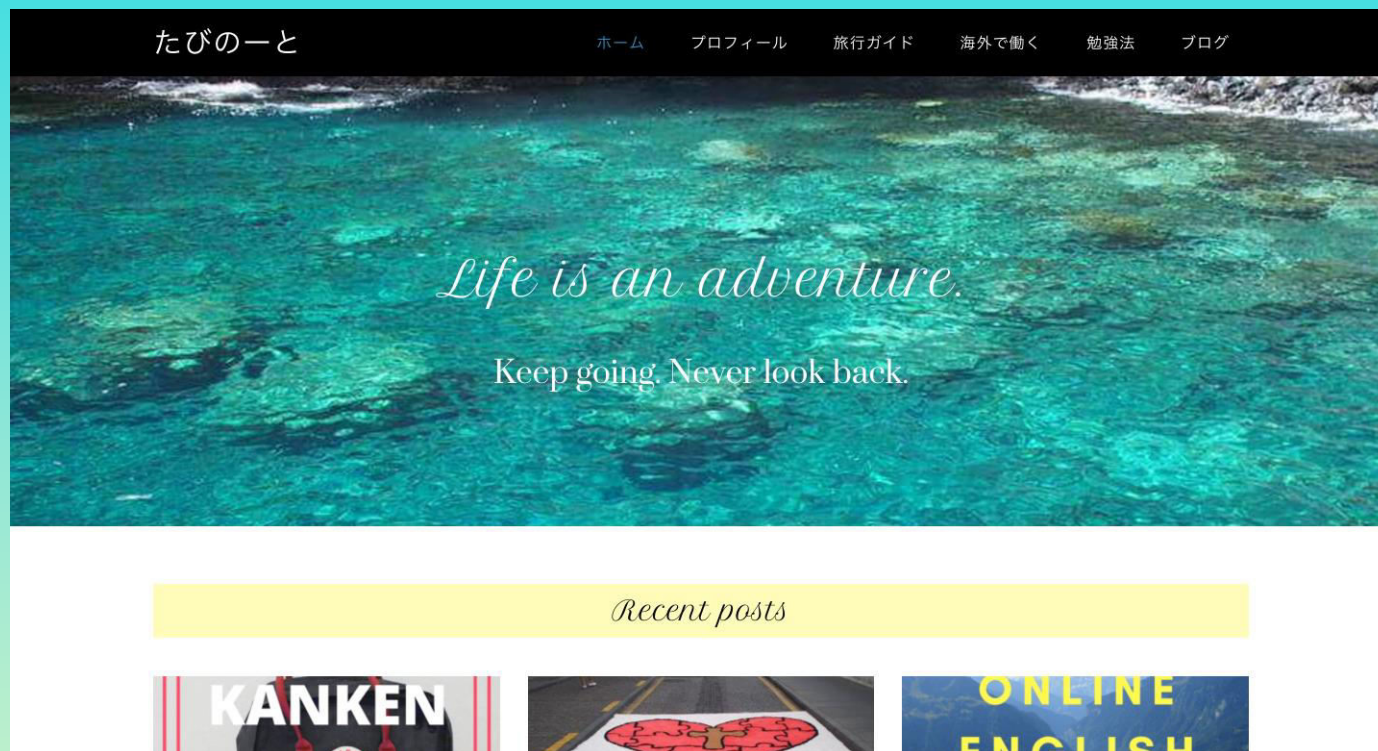 たびのーと
ホーム プロフィール 旅行ガイド 海外で働く 勉強法 ブログ
Life is an adventure.
Keep going. Never look back.
Recent posts
KANKEN
ONLINE
ENGLISH